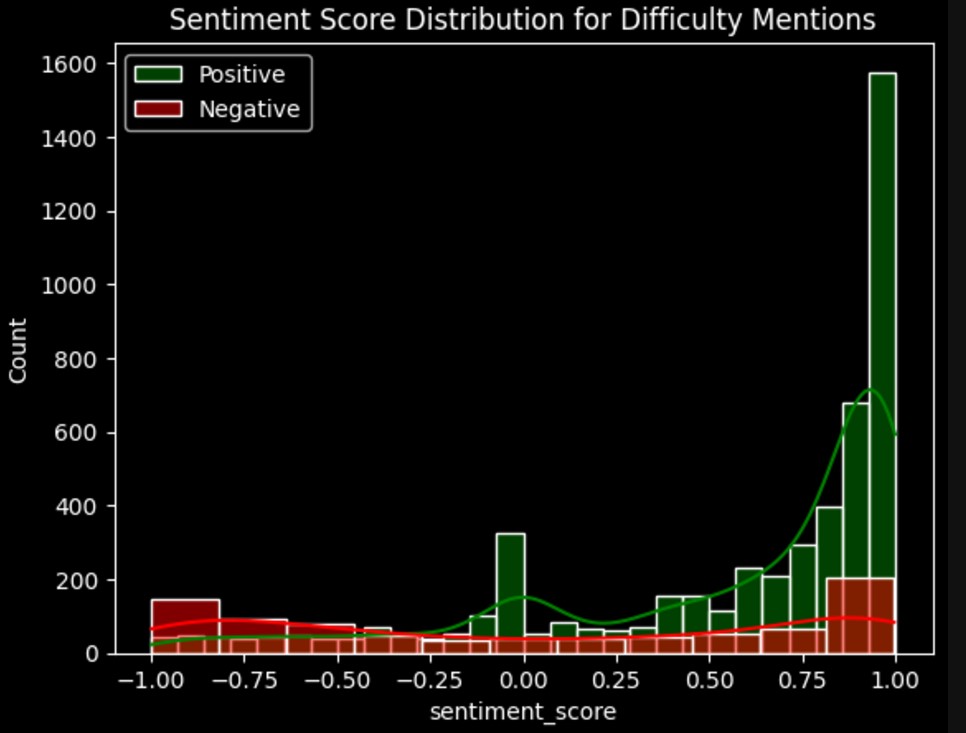 Sentiment Score Distribution for Difficulty Mentions
Positive
Negative
1600
1400
1200
1000
800
600
400
200
0
Count
−1.00 −0.75 −0.50 −0.25 0.00 0.25 0.50 0.75 1.00
sentiment_score